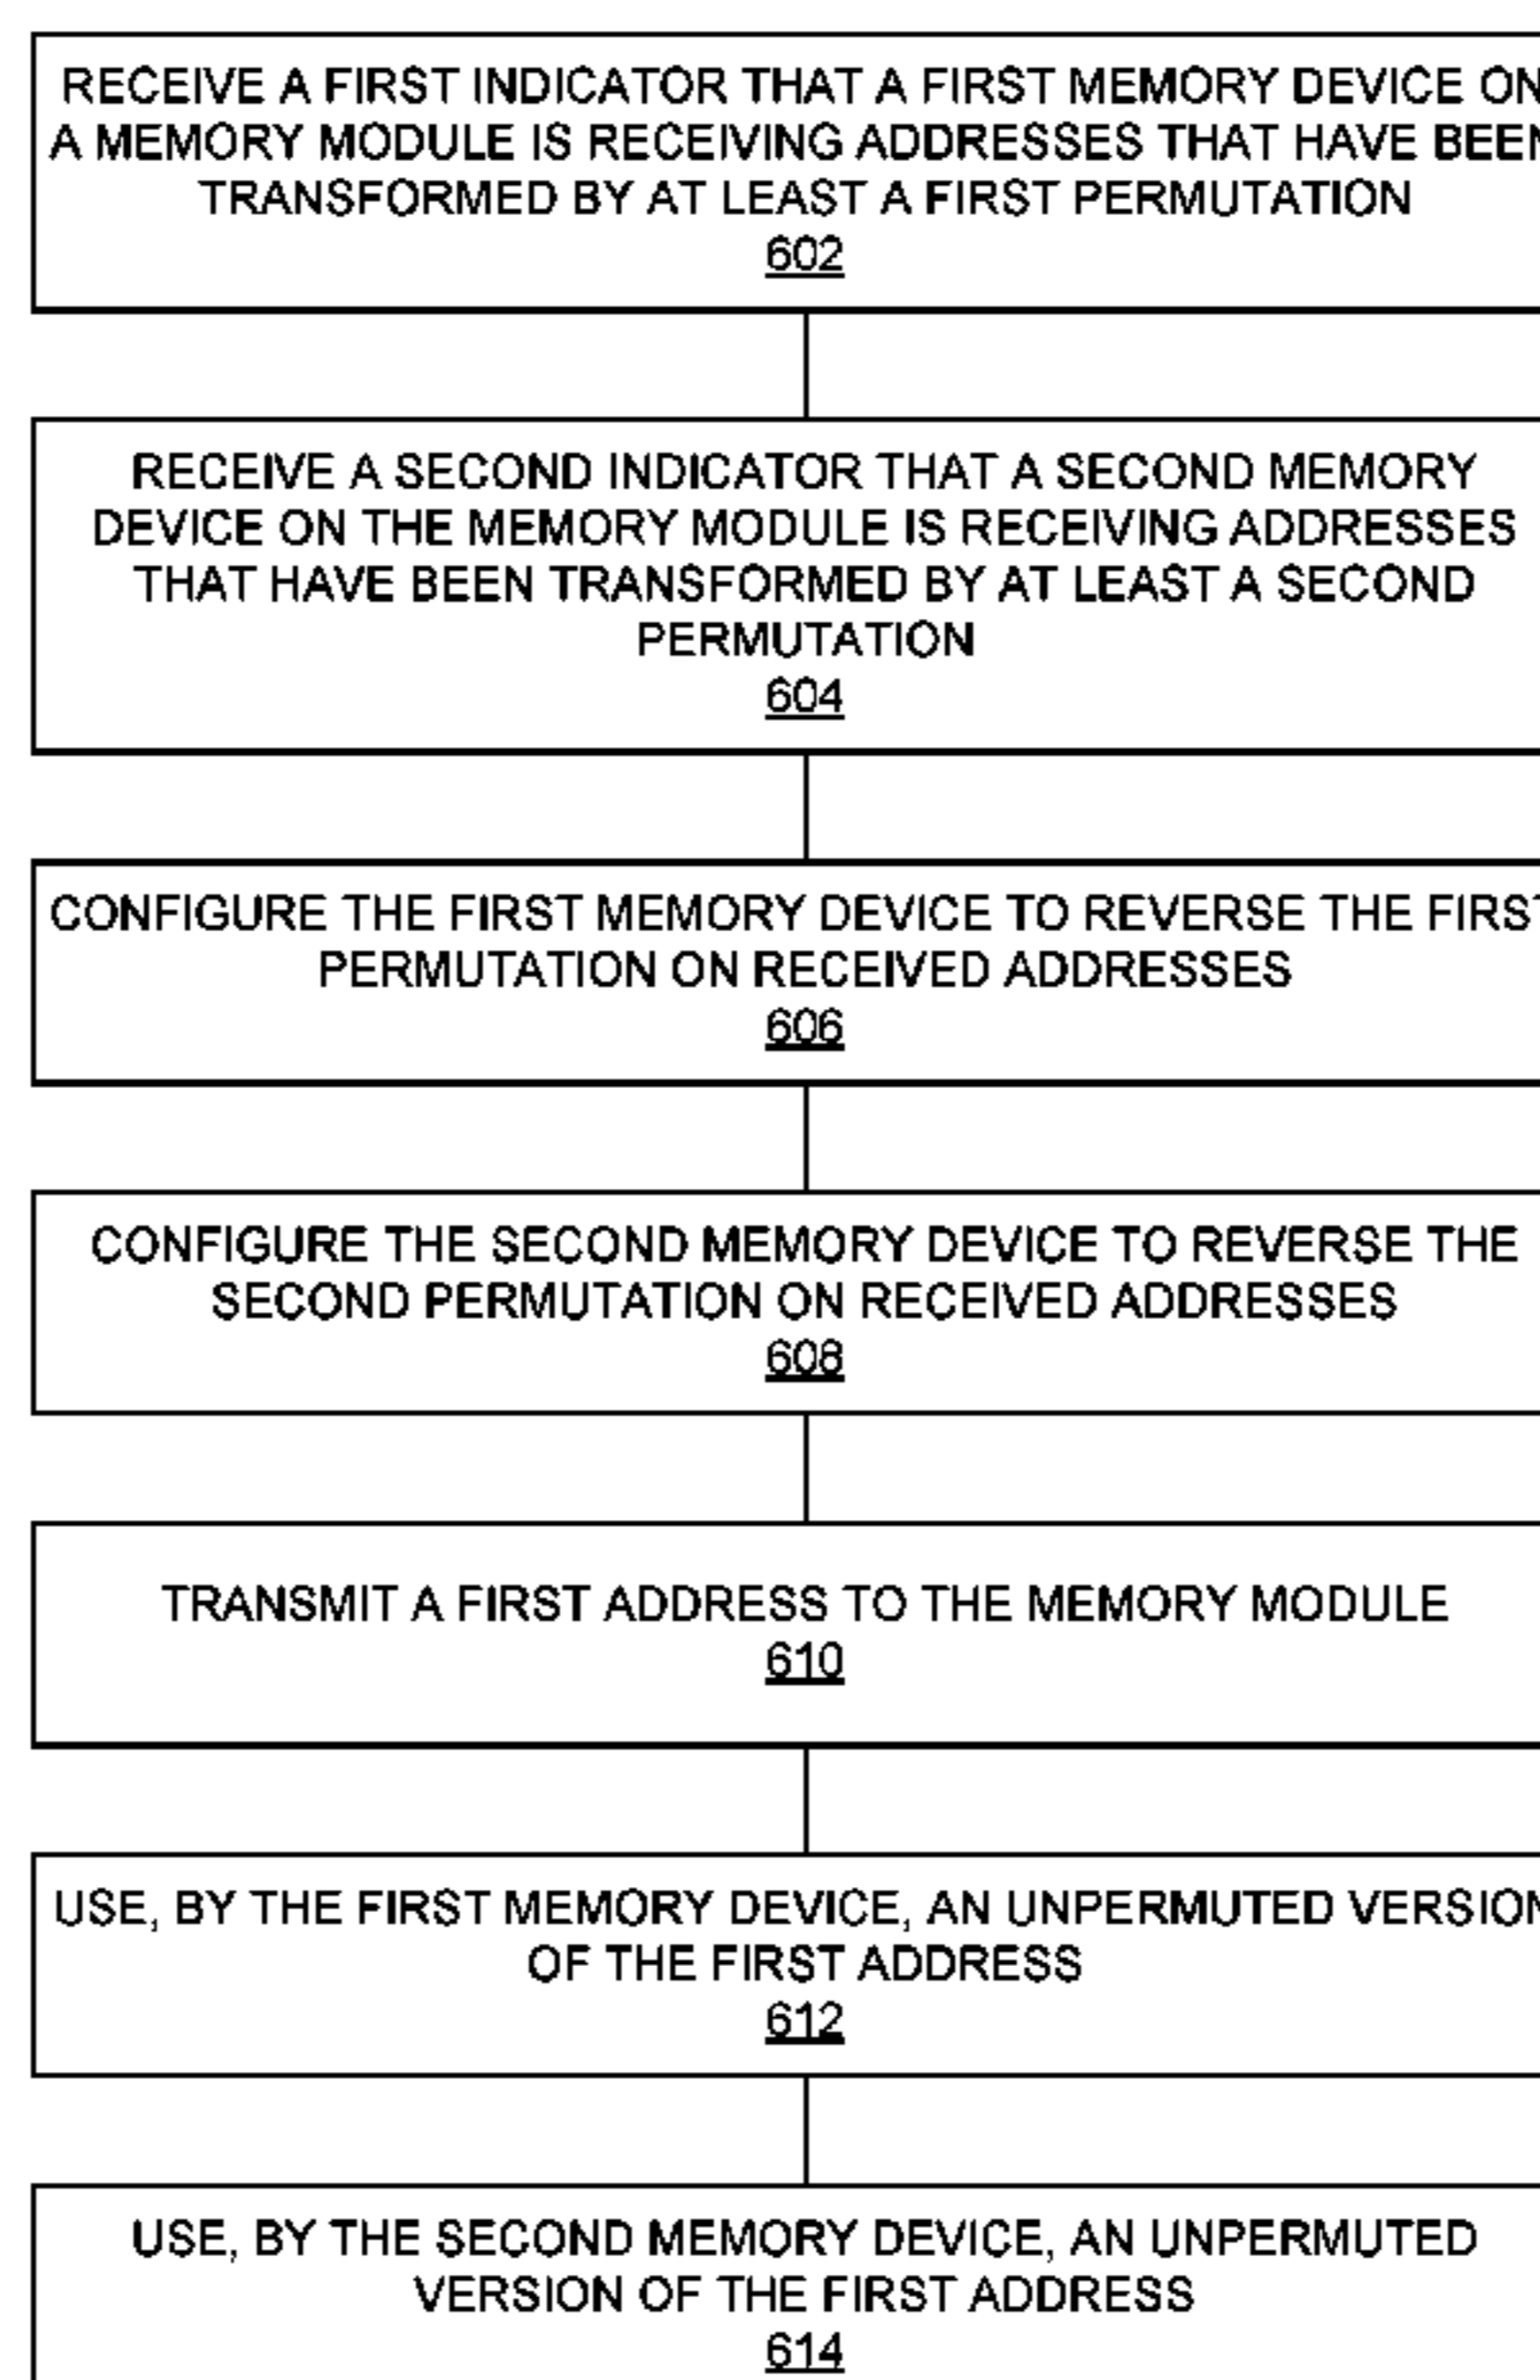 RECEIVE A FIRST INDICATOR THAT A FIRST MEMORY DEVICE ON
A MEMORY MODULE IS RECEIVING ADDRESSES THAT HAVE BEEN
TRANSFORMED BY AT LEAST A FIRST PERMUTATION
602
RECEIVE A SECOND INDICATOR THAT A SECOND MEMORY
DEVICE ON THE MEMORY MODULE IS RECEIVING ADDRESSES
THAT HAVE BEEN TRANSFORMED BY AT LEAST A SECOND
PERMUTATION
604
CONFIGURE THE FIRST MEMORY DEVICE TO REVERSE THE FIRST
PERMUTATION ON RECEIVED ADDRESSES
606
CONFIGURE THE SECOND MEMORY DEVICE TO REVERSE THE
SECOND PERMUTATION ON RECEIVED ADDRESSES
608
TRANSMIT A FIRST ADDRESS TO THE MEMORY MODULE
610
USE, BY THE FIRST MEMORY DEVICE, AN UNPERMUTED VERSION
OF THE FIRST ADDRESS
612
USE, BY THE SECOND MEMORY DEVICE, AN UNPERMUTED
VERSION OF THE FIRST ADDRESS
614